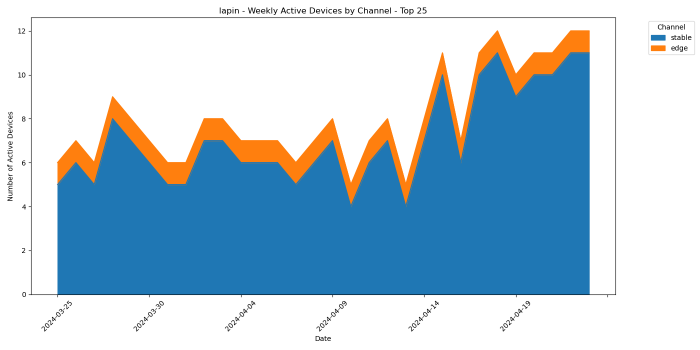 lapin - Weekly Active Devices by Channel - Top 25
Channel
stable
edge
Number of Active Devices
12
10
8
6
4
2
0
2024-03-25
2024-03-30
2024-04-04
2024-04-09
2024-04-14
2024-04-19
Date